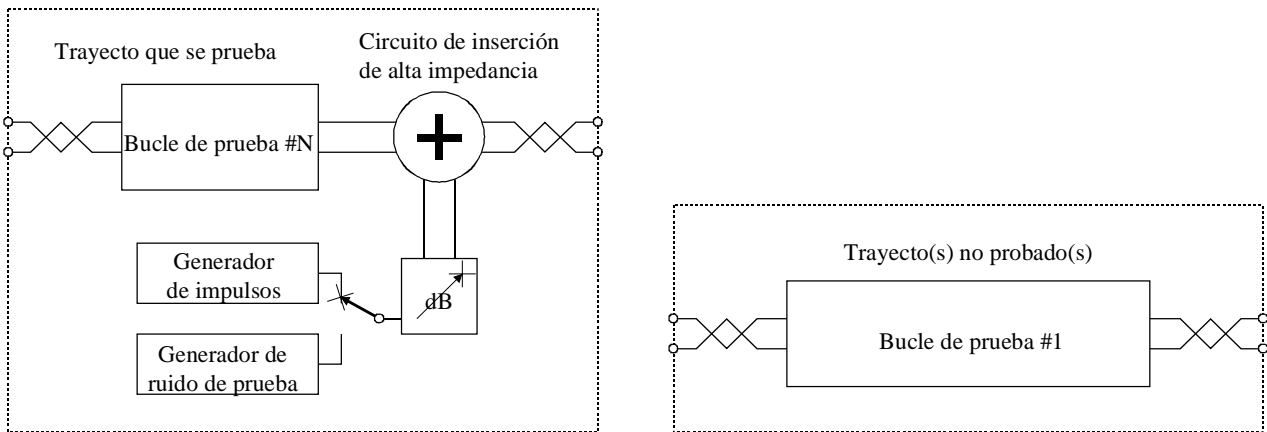 Trayecto que se prueba
Circuito de inserción
de alta impedancia
Bucle de prueba #N
Generador
de impulsos
dB
Generador de
ruido de prueba
Trayecto(s) no probado(s)
Bucle de prueba #1